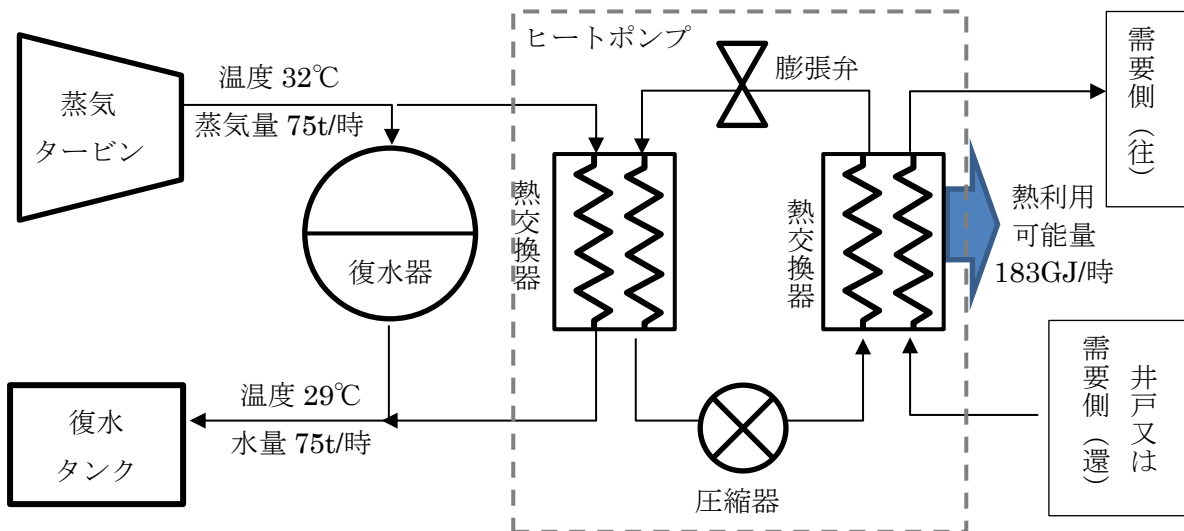 ヒートポンプ
蒸気
タービン
温度 32℃
蒸気量 75t/時
復水器
熱交換器
膨張弁
熱交換器
需要側（往）
熱利用
可能量
183GJ/時
井戸又は
需要側（還）
温度 29℃
水量 75t/時
復水
タンク
圧縮器